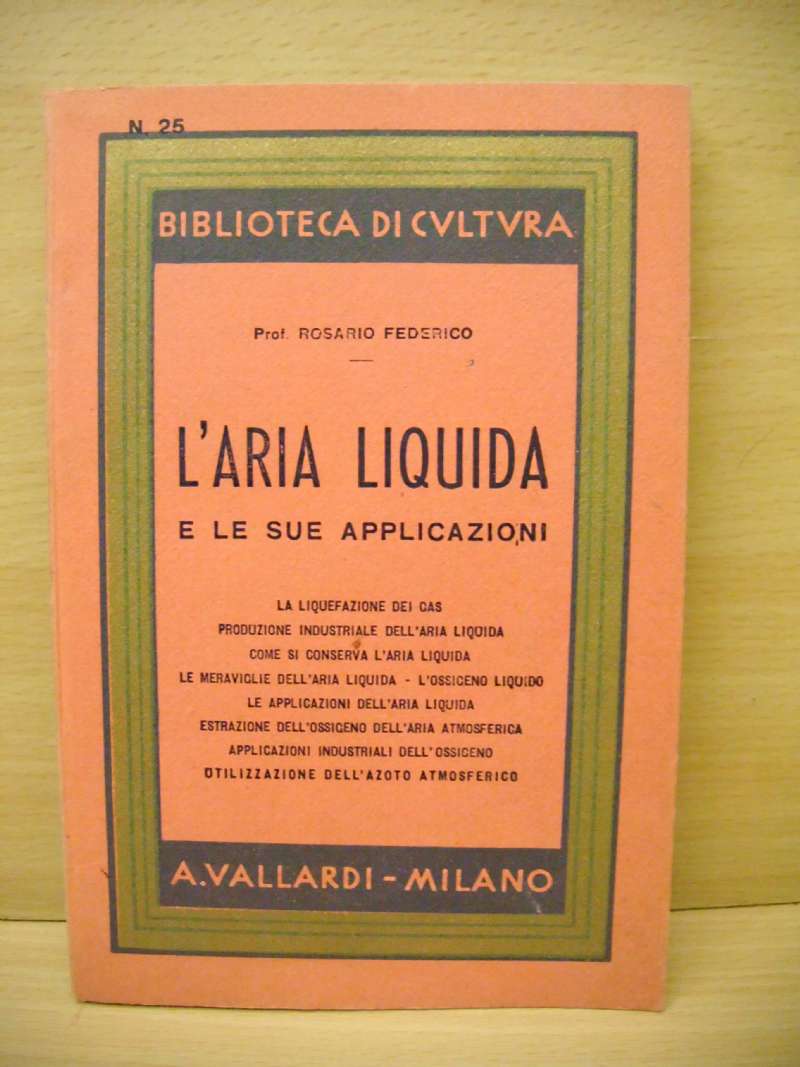 N. 25
BIBLIOTECA DI CVLTVRA
Prof. ROSARIO FEDERICO
L'ARIA LIQUIDA
E LE SUE APPLICAZIONI
LA LIQUEFAZIONE DEI GAS
PRODUZIONE INDUSTRIALE DELL'ARIA LIQUIDA
COME SI CONSERVA L'ARIA LIQUIDA
LE MERAVIGLIE DELL'ARIA LIQUIDA - L'OSSIGENO LIQUIDO
LE APPLICAZIONI DELL'ARIA LIQUIDA
ESTRAZIONE DELL'OSSIGENO DELL'ARIA ATMOSFERICA
APPLICAZIONI INDUSTRIALI DELL'OSSIGENO
UTILIZZAZIONE DELL'AZOTO ATMOSFERICO
A. VALLARDI - MILANO